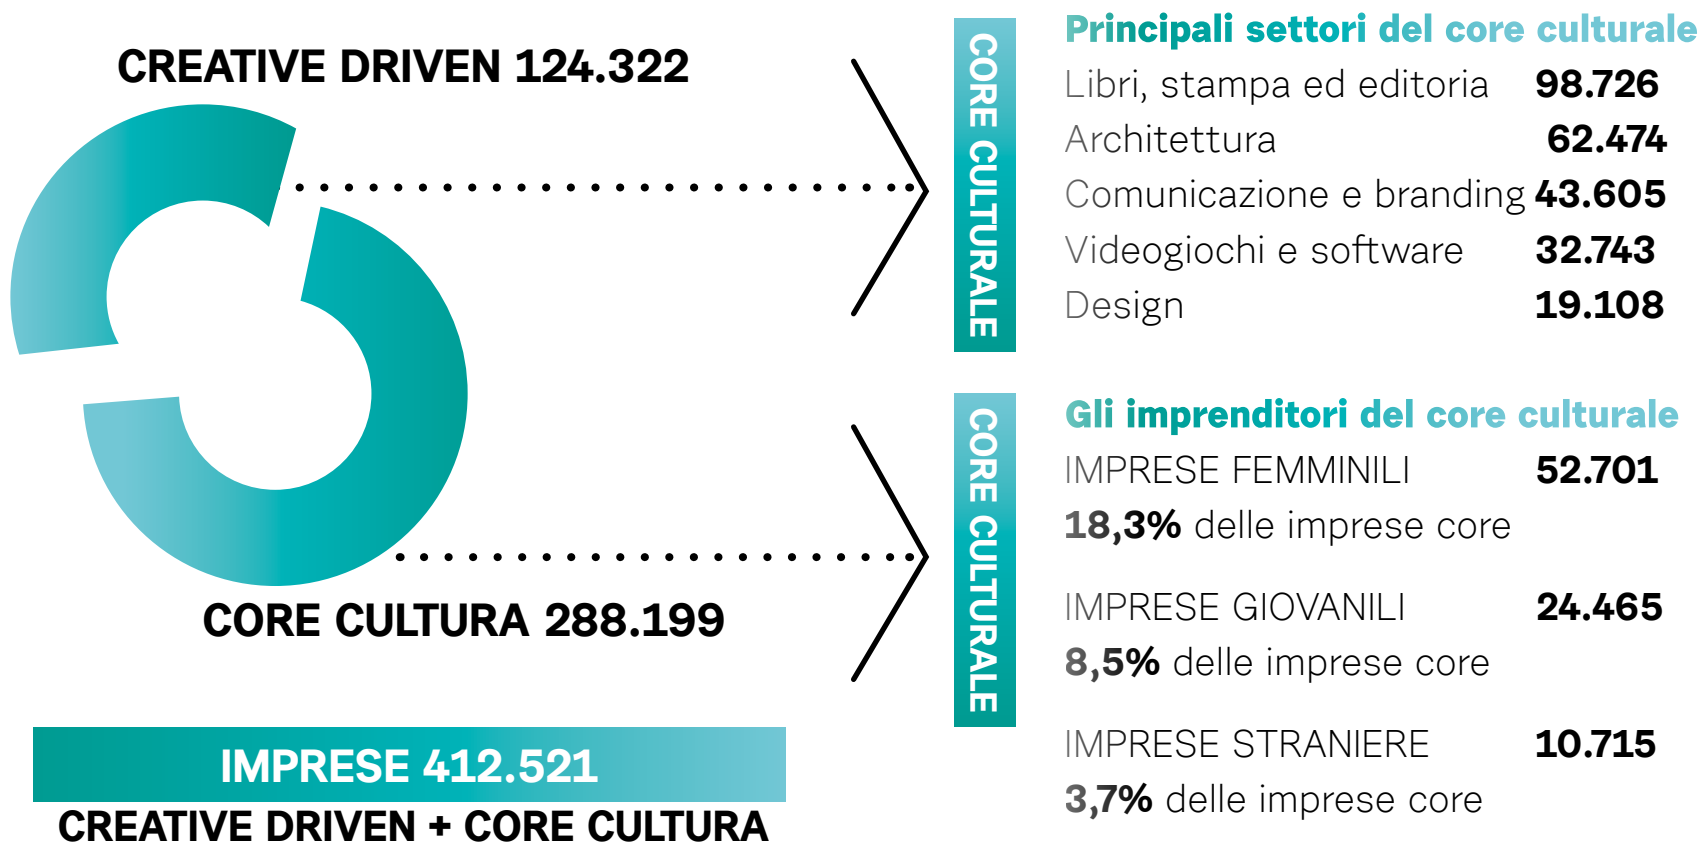 CREATIVE DRIVEN 124.322
CORE CULTURA 288.199
IMPRESE 412.521
CREATIVE DRIVEN + CORE CULTURA
CORE CULTURALE
Principali settori del core culturale
Libri, stampa ed editoria 98.726
Architettura 62.474
Comunicazione e branding 43.605
Videogiochi e software 32.743
Design 19.108
CORE CULTURALE
Gli imprenditori del core culturale
IMPRESE FEMMINILI 52.701
18,3% delle imprese core
IMPRESE GIOVANILI 24.465
8,5% delle imprese core
IMPRESE STRANIERE 10.715
3,7% delle imprese core